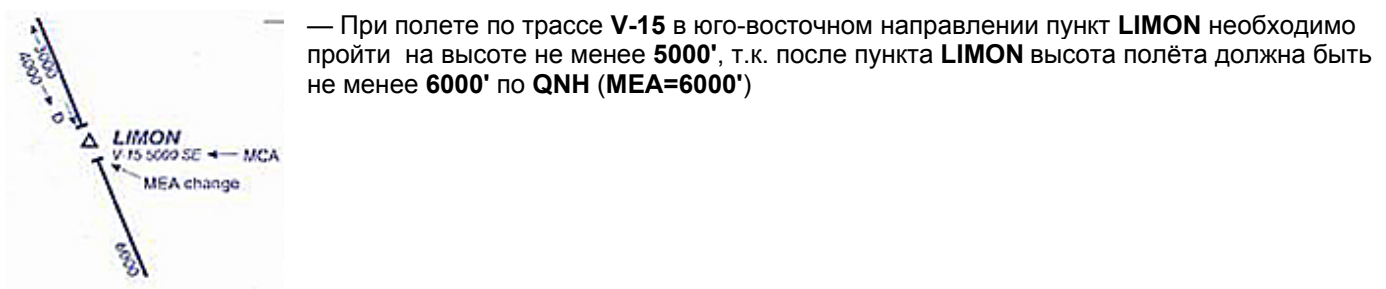 — При полете по трассе V-15 в юго-восточном направлении пункт LIMON необходимо
пройти на высоте не менее 5000', т.к. после пункта LIMON высота полёта должна быть
не менее 6000' по QNH (MEA=6000')
3000
4000
D
LIMON
V-15 5000 SE
MCA
MEA change
6000